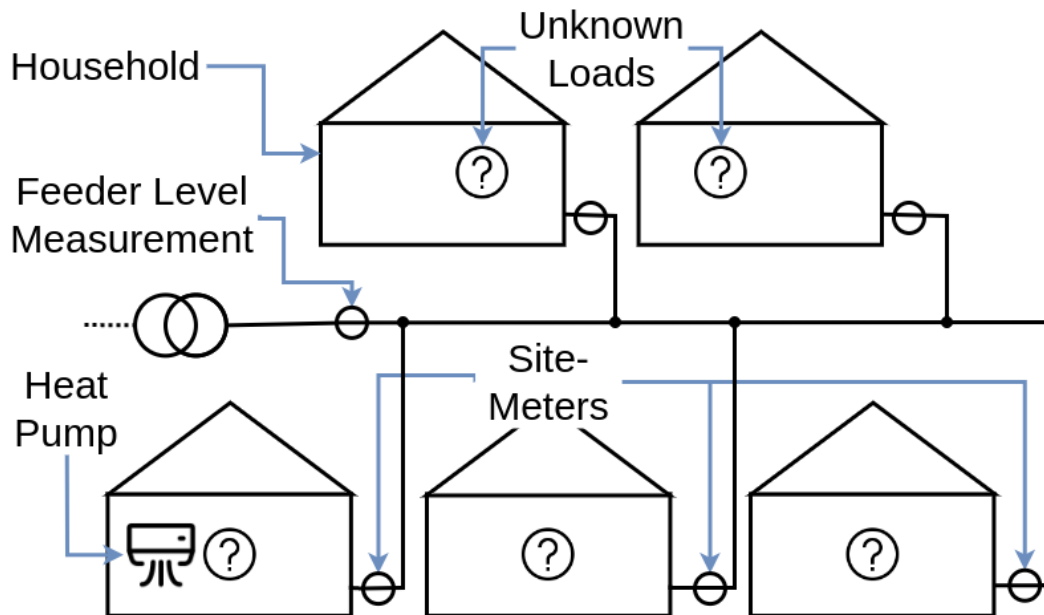 Unknown
Loads
Household
?
?
Feeder Level
Measurement
Site-
Meters
Heat
Pump
?
?
?